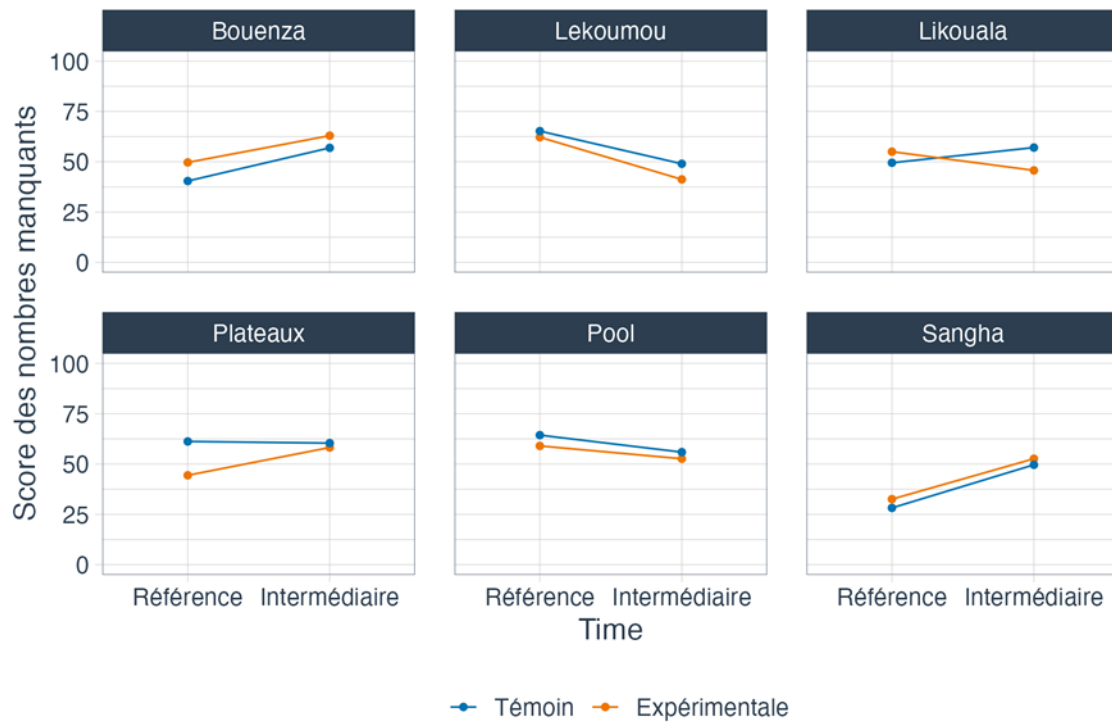 Bouenza
Lekoumou
Likouala
Score des nombres manquants
100
75
50
25
0
Plateaux
Pool
Sangha
100
75
50
25
0
Référence Intermédiaire
Référence Intermédiaire
Référence Intermédiaire
Time
Témoin Expérimentale